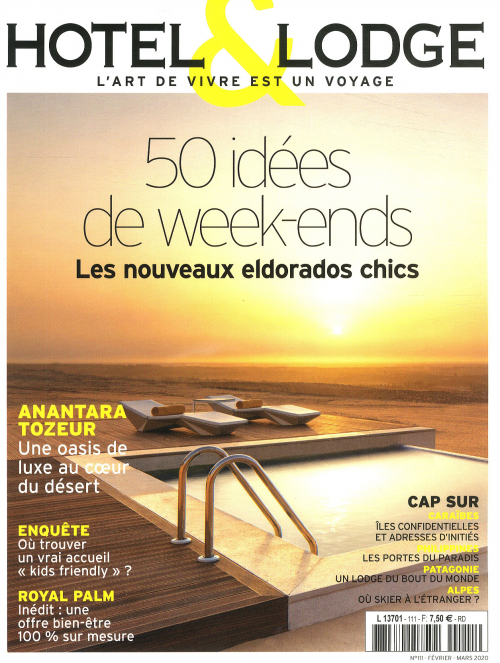 HOTEL & LODGE
L'ART DE VIVRE EST UN VOYAGE
50 idées
de week-ends
Les nouveaux eldorados chics
ANANTARA
TOZEUR
Une oasis de
luxe au cœur
du désert
ENQUÊTE
Où trouver
un vrai accueil
« kids friendly » ?
ROYAL PALM
Inédit : une
offre bien-être
100 % sur mesure
CAP SUR
CARAÏBES
ÎLES CONFIDENTIELLES
ET ADRESSES D'INITIÉS
LES PORTES DU PARADIS
PATAGONIE
UN LODGE DU BOUT DU MONDE
ALPES
OÙ SKIER À L'ÉTRANGER ?
L 13701 - 111 - F: 7,50 € - RD
N°111 - FÉVRIER - MARS 2020